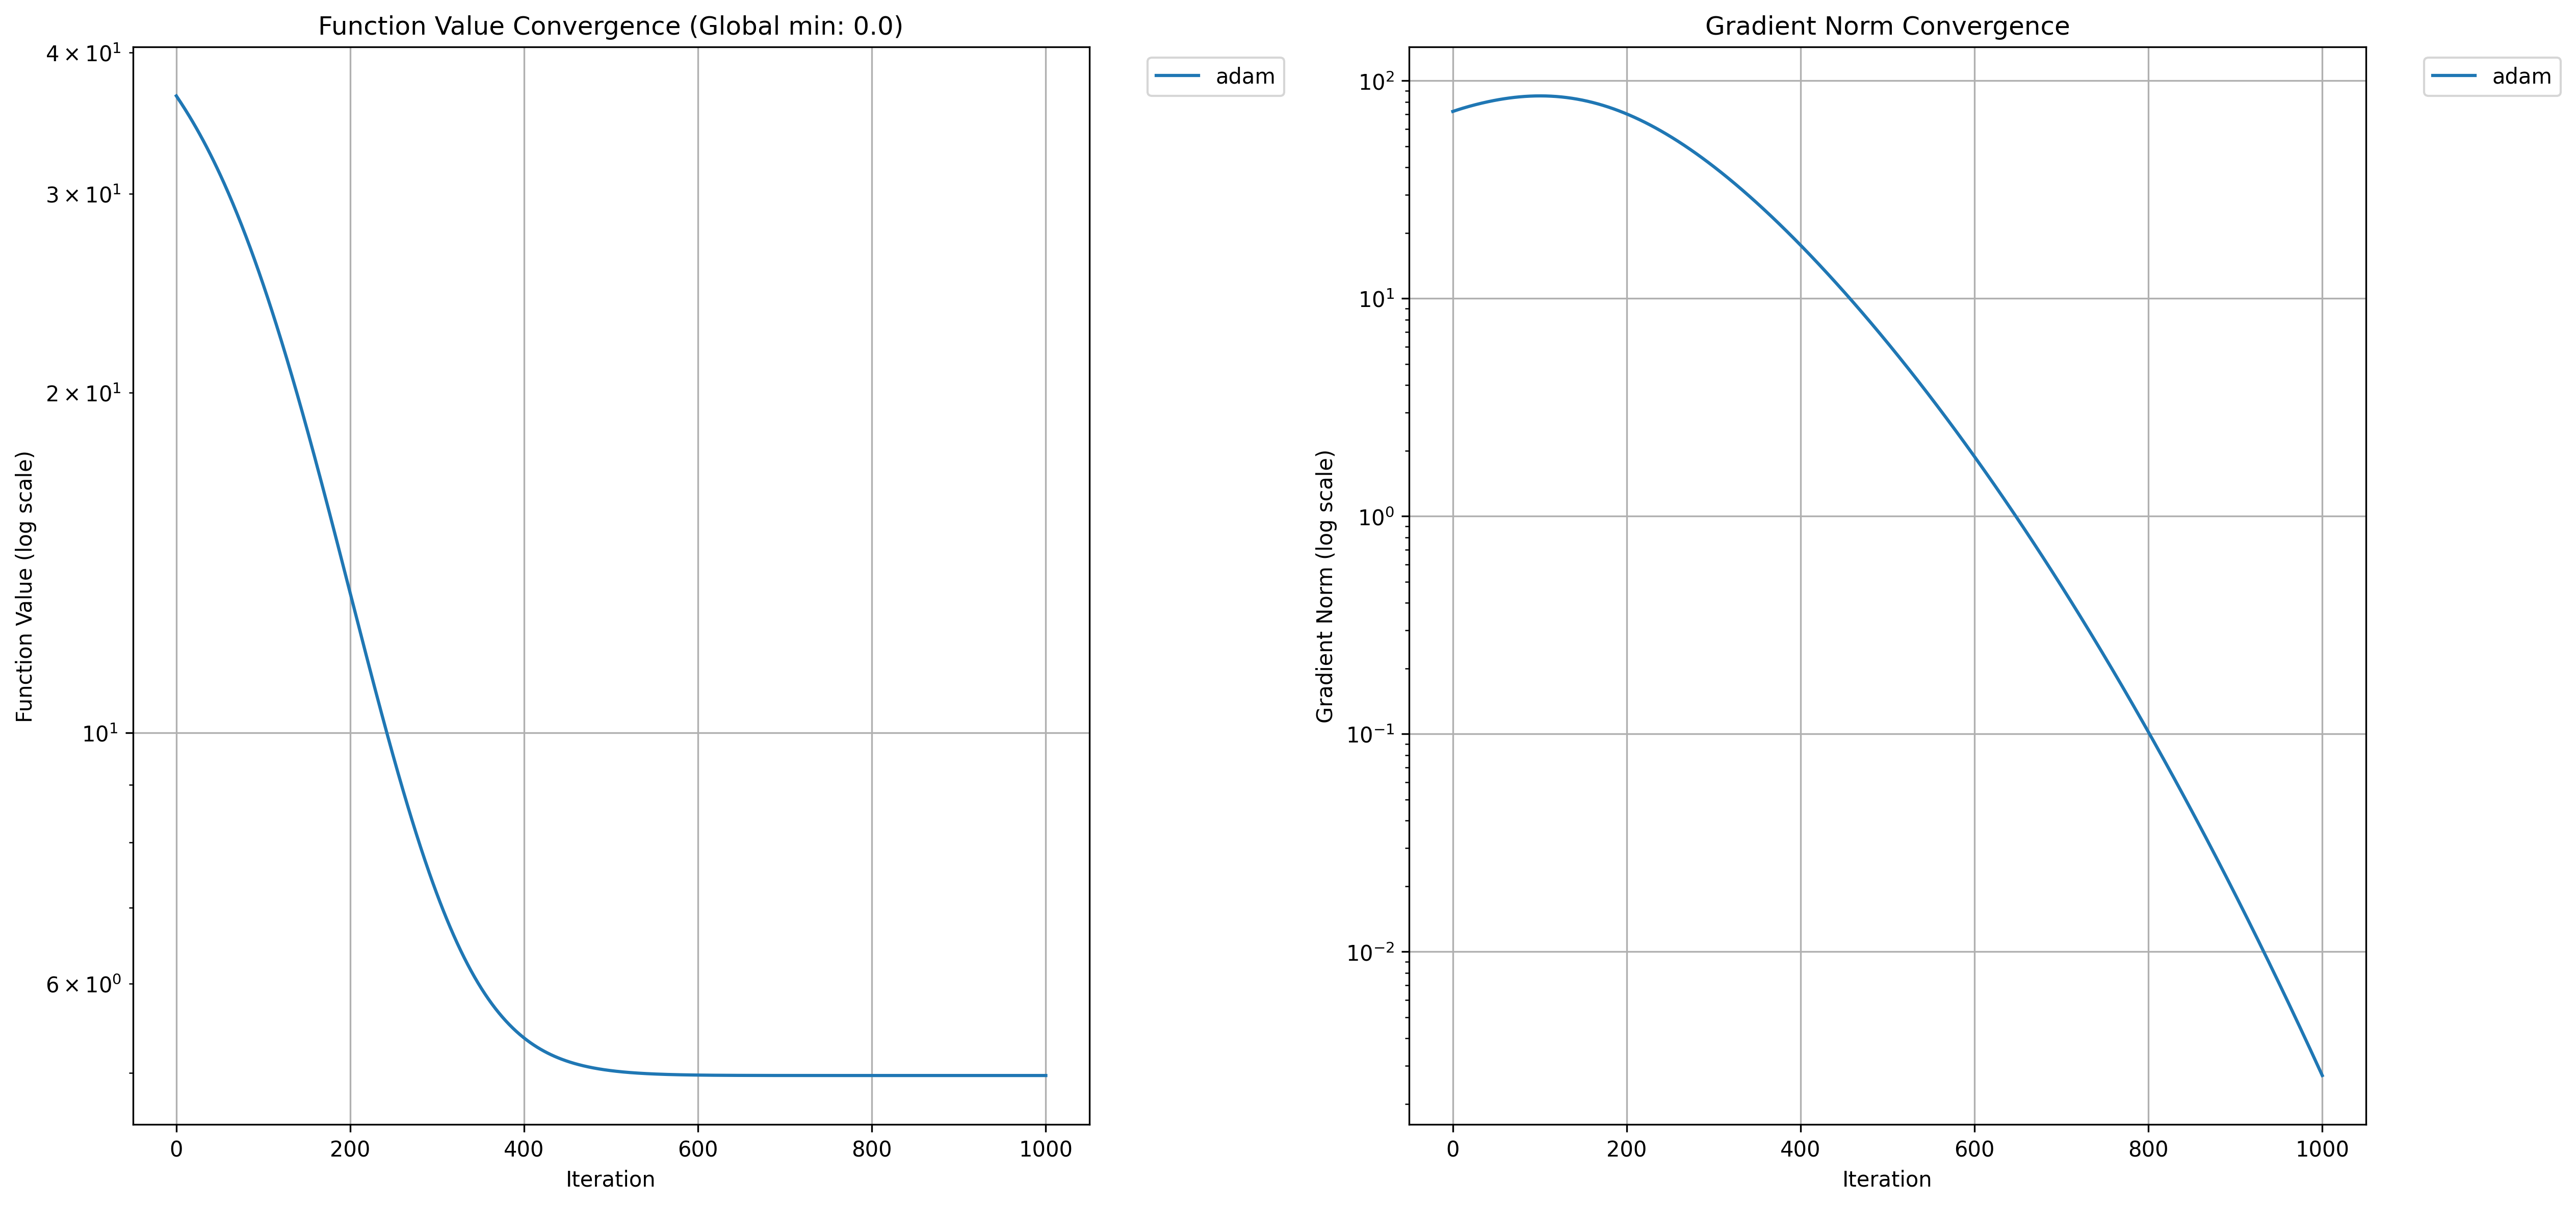 Function Value Convergence (Global min: 0.0)
4 × 10¹
3 × 10¹
2 × 10¹
10¹
6 × 10⁰
Function Value (log scale)
0 200 400 600 800 1000
Iteration
adam
Gradient Norm Convergence
10²
10¹
10⁰
10⁻¹
10⁻²
Gradient Norm (log scale)
0 200 400 600 800 1000
Iteration
adam